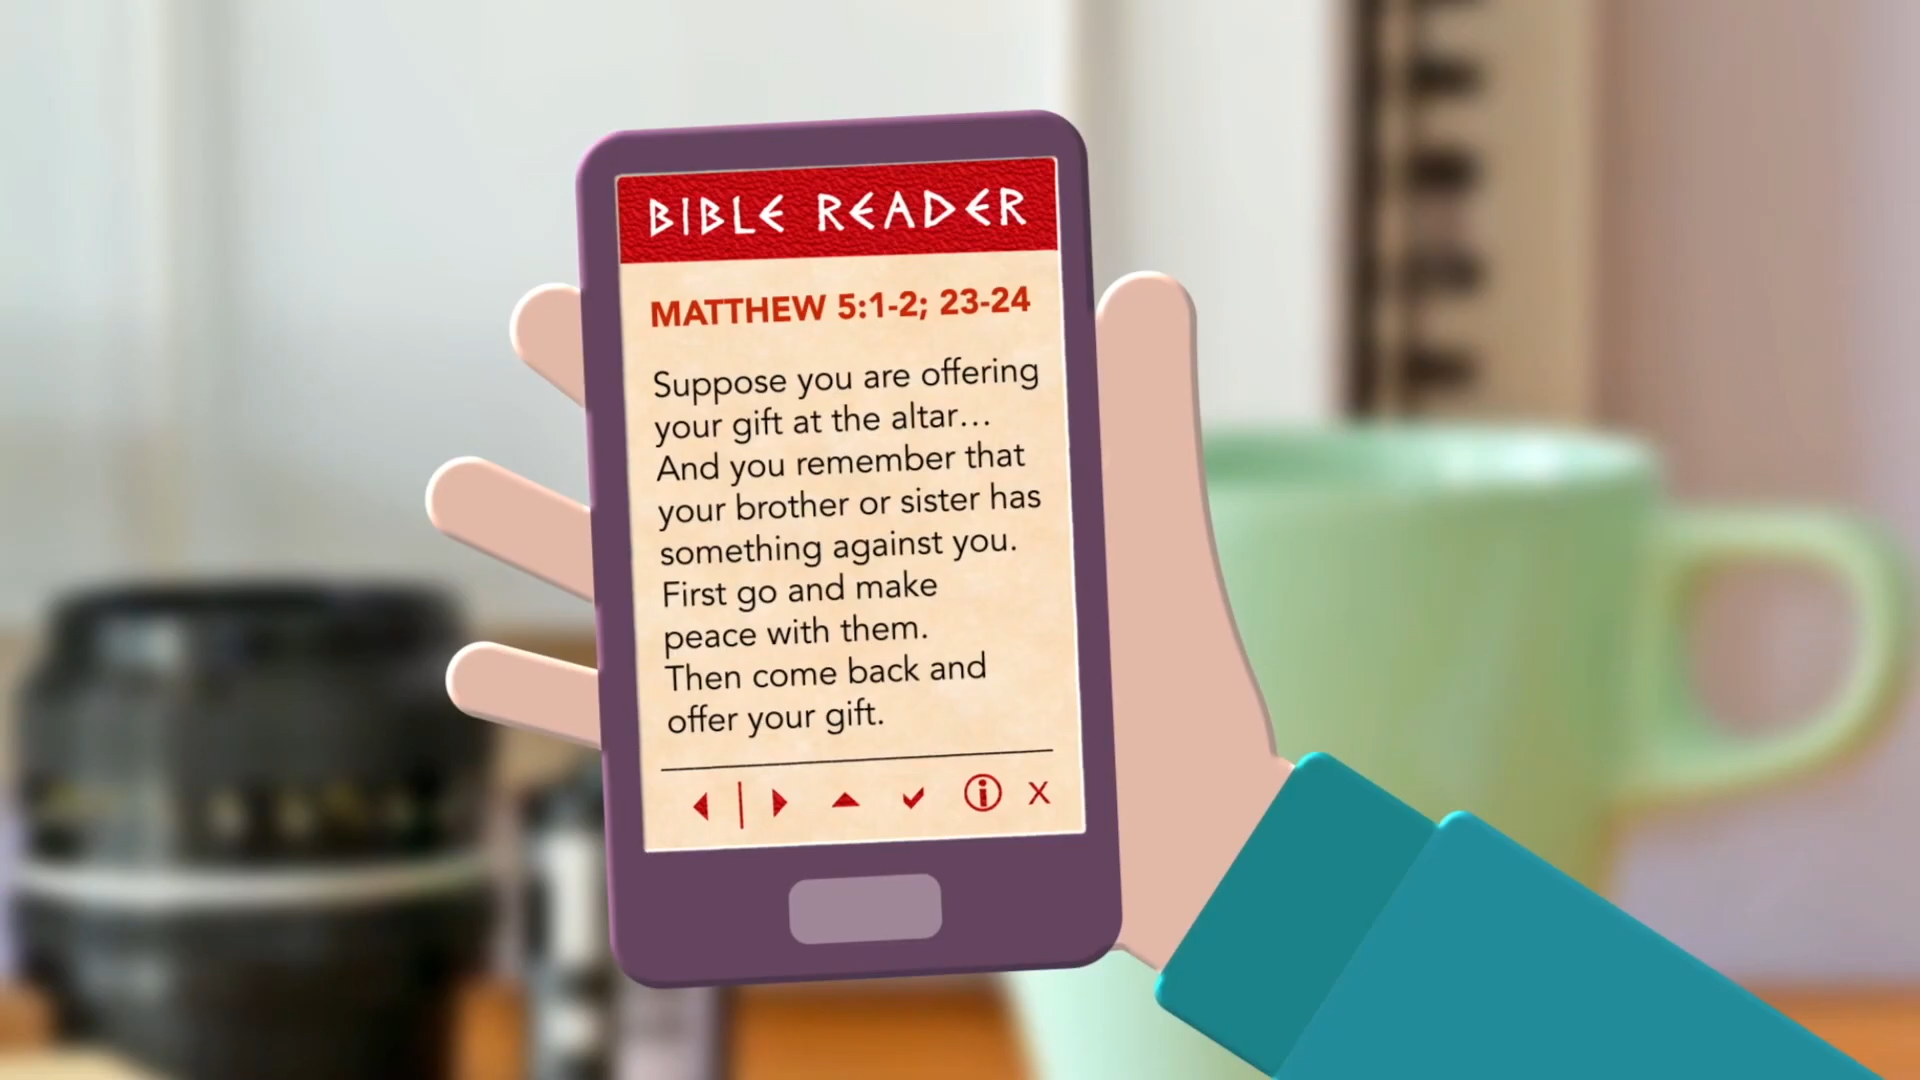 BIBLE READER
MATTHEW 5:1-2; 23-24
Suppose you are offering
your gift at the altar…
And you remember that
your brother or sister has
something against you.
First go and make
peace with them.
Then come back and
offer your gift.
X